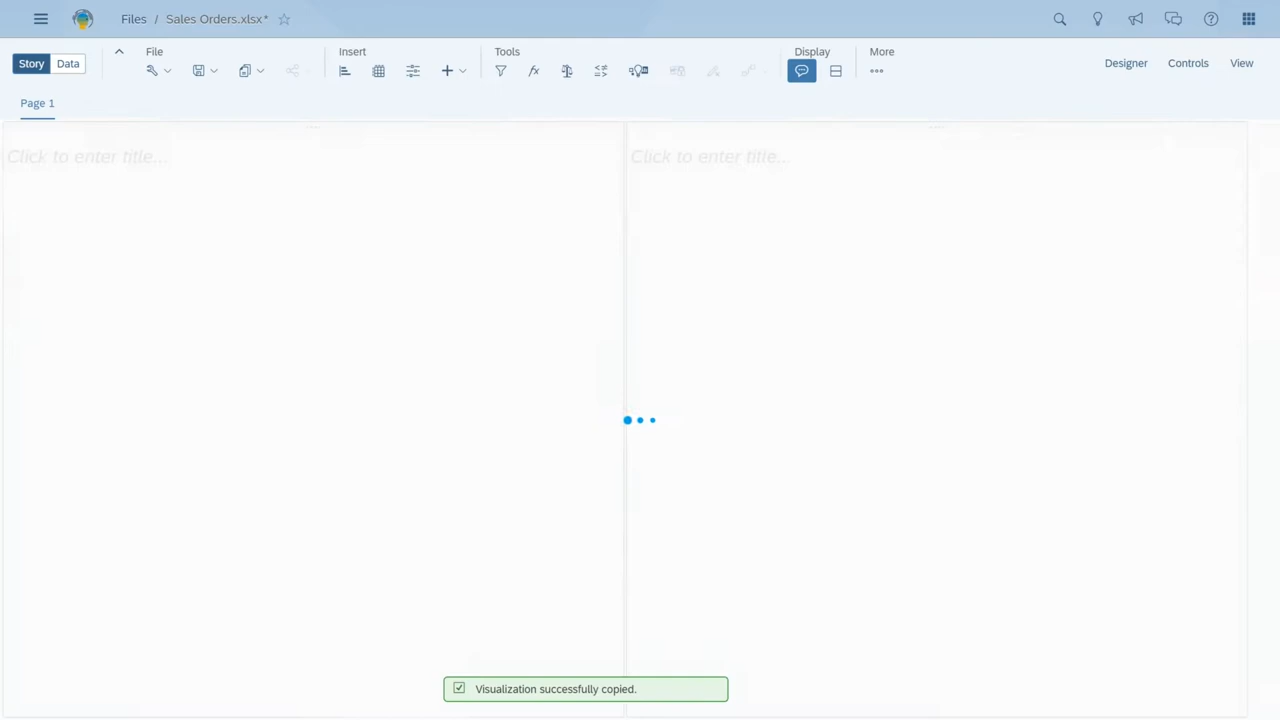 Files / Sales Orders.xlsx*
File Insert Tools Display More
Story Data Designer Controls View
Page 1
Click to enter title... Click to enter title...
Visualization successfully copied.